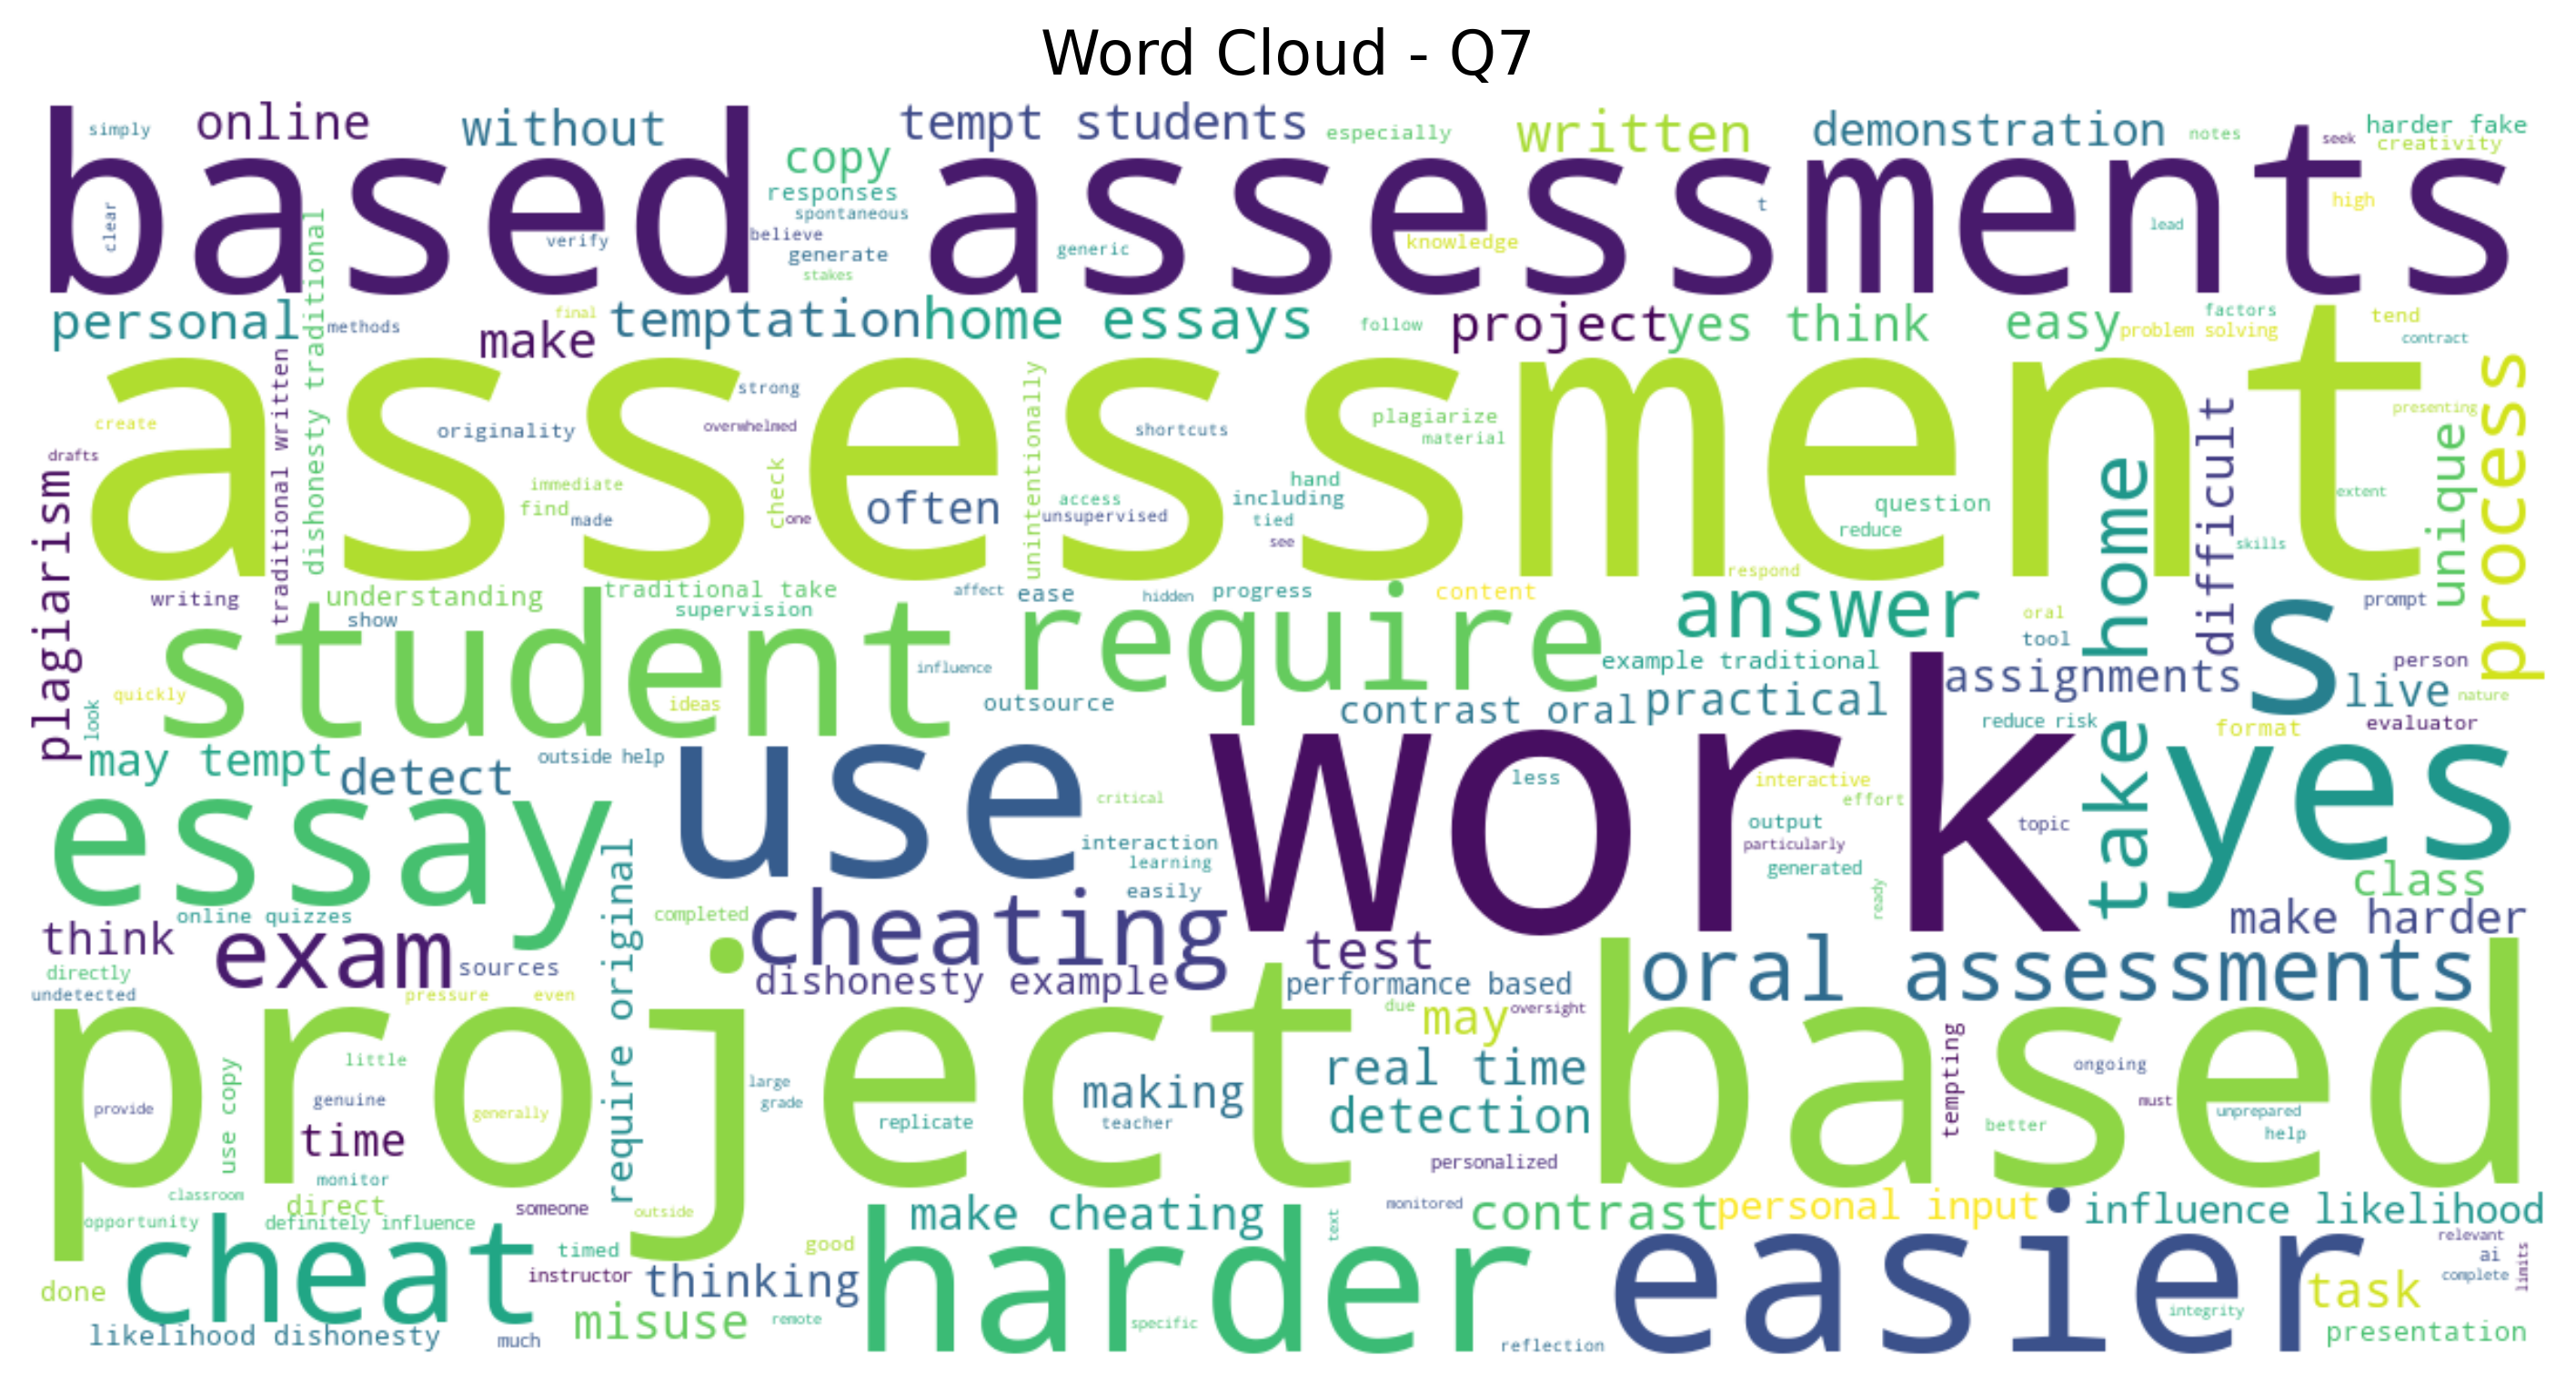 Word Cloud - Q7
simply
online
without
tempt students
especially
written
demonstration
notes
seek
harder fake
creativity
based assessments
copy
responses
spontaneous
believe
generate
stakes
clear
verify
generic
knowledge
t
lead
high
dishonesty traditional
personal
methods
final
make
temptation
home essays
follow
project
yes think
easy
problem solving
factors
tend
contract
assessment
traditional written
create
drafts
originality
strong
overwhelmed
immediate
find
made
check
one
often
unintentionally
access
unsupervised
shortcuts
hand
including
tied
see
plagiarize
material
question
reduce
respond
take home
difficult
extent
skills
presenting
unique
process
plagiarism
writing
understanding
show
traditional take
supervision
affect
ease
hidden
progress
content
answer
oral
tool
prompt
s
student
require
influence
ideas
outsource
quickly
look
example traditional
contrast oral
practical
assignments
live
person
nature
reduce risk
format
evaluator
may tempt
detect
outside help
use
critical
work
less
interactive
effort
output
particularly
generated
ready
topic
yes
essay
interaction
learning
easily
class
online quizzes
require original
completed
cheating
think
exam
sources
directly
undetected
pressure
even
dishonesty example
test
performance based
oral assessments
make harder
due
may
oversight
project based
real time
detection
making
teacher
large
grade
replicate
generally
little
genuine
provide
use copy
time
tempting
ongoing
must
better
unprepared
help
personalized
monitor
classroom
direct
opportunity
definitely influence
someone
outside
make cheating
text
monitored
contrast
personal input
influence likelihood
cheat
timed
good
instructor
thinking
harder
easier
relevant
ai
complete
limits
done
misuse
remote
specific
task
integrity
likelihood dishonesty
much
reflection
presentation